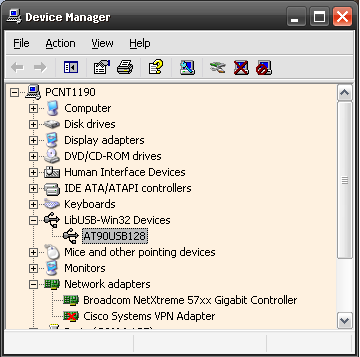 Device Manager
File Action View Help
PCNT1190
Computer
Disk drives
Display adapters
DVD/CD-ROM drives
Human Interface Devices
IDE ATA/ATAPI controllers
Keyboards
LibUSB-Win32 Devices
AT90USB128
Mice and other pointing devices
Monitors
Network adapters
Broadcom NetXtreme 57xx Gigabit Controller
Cisco Systems VPN Adapter